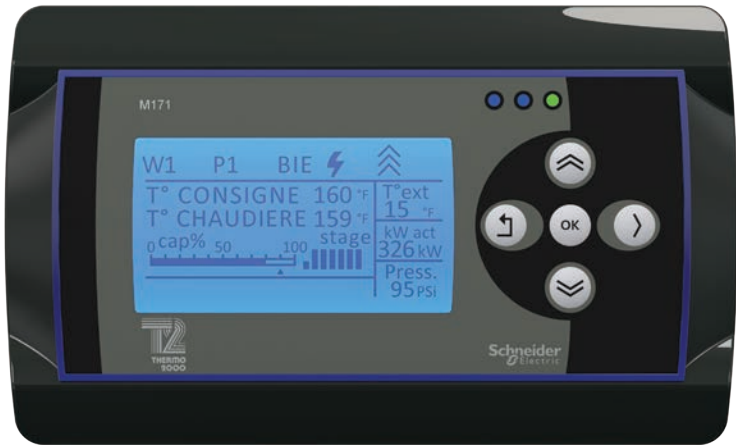 M171
W1 P1 BIE
T° CONSIGNE 160 °F
T° CHAUDIERE 159 °F
0 cap% 50 100 stage
T°ext
15 °F
kW act
326 kW
Press.
95 PSi
OK
T2
THERMO
2000
Schneider
Electric